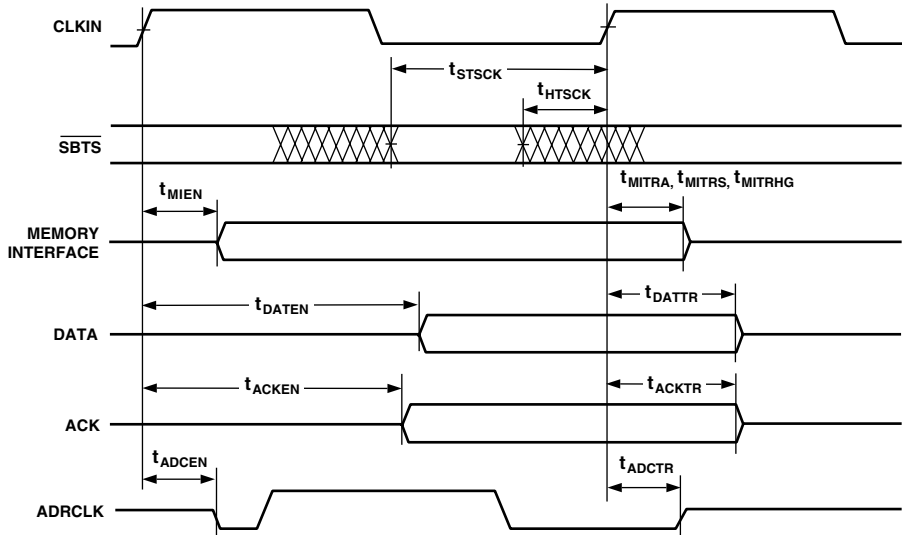 CLKIN
tSTSCK
tHTSCK
SBTS
tMITRA, tMITRS, tMITRHG
tMIEN
MEMORY
INTERFACE
tDATEN
tDATTR
DATA
tACKEN
tACKTR
ACK
tADCEN
tADCTR
ADRCLK